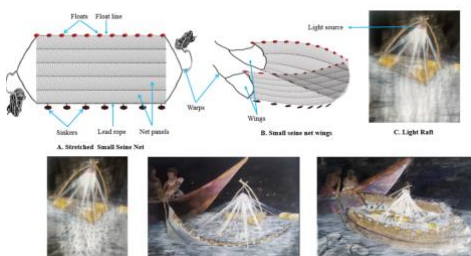 Floats
Float line
Light source
Warps
Sinkers
Lead rope
Net panels
Wings
A. Stretched Small Seine Net
B. Small seine net wings
C. Light Raft